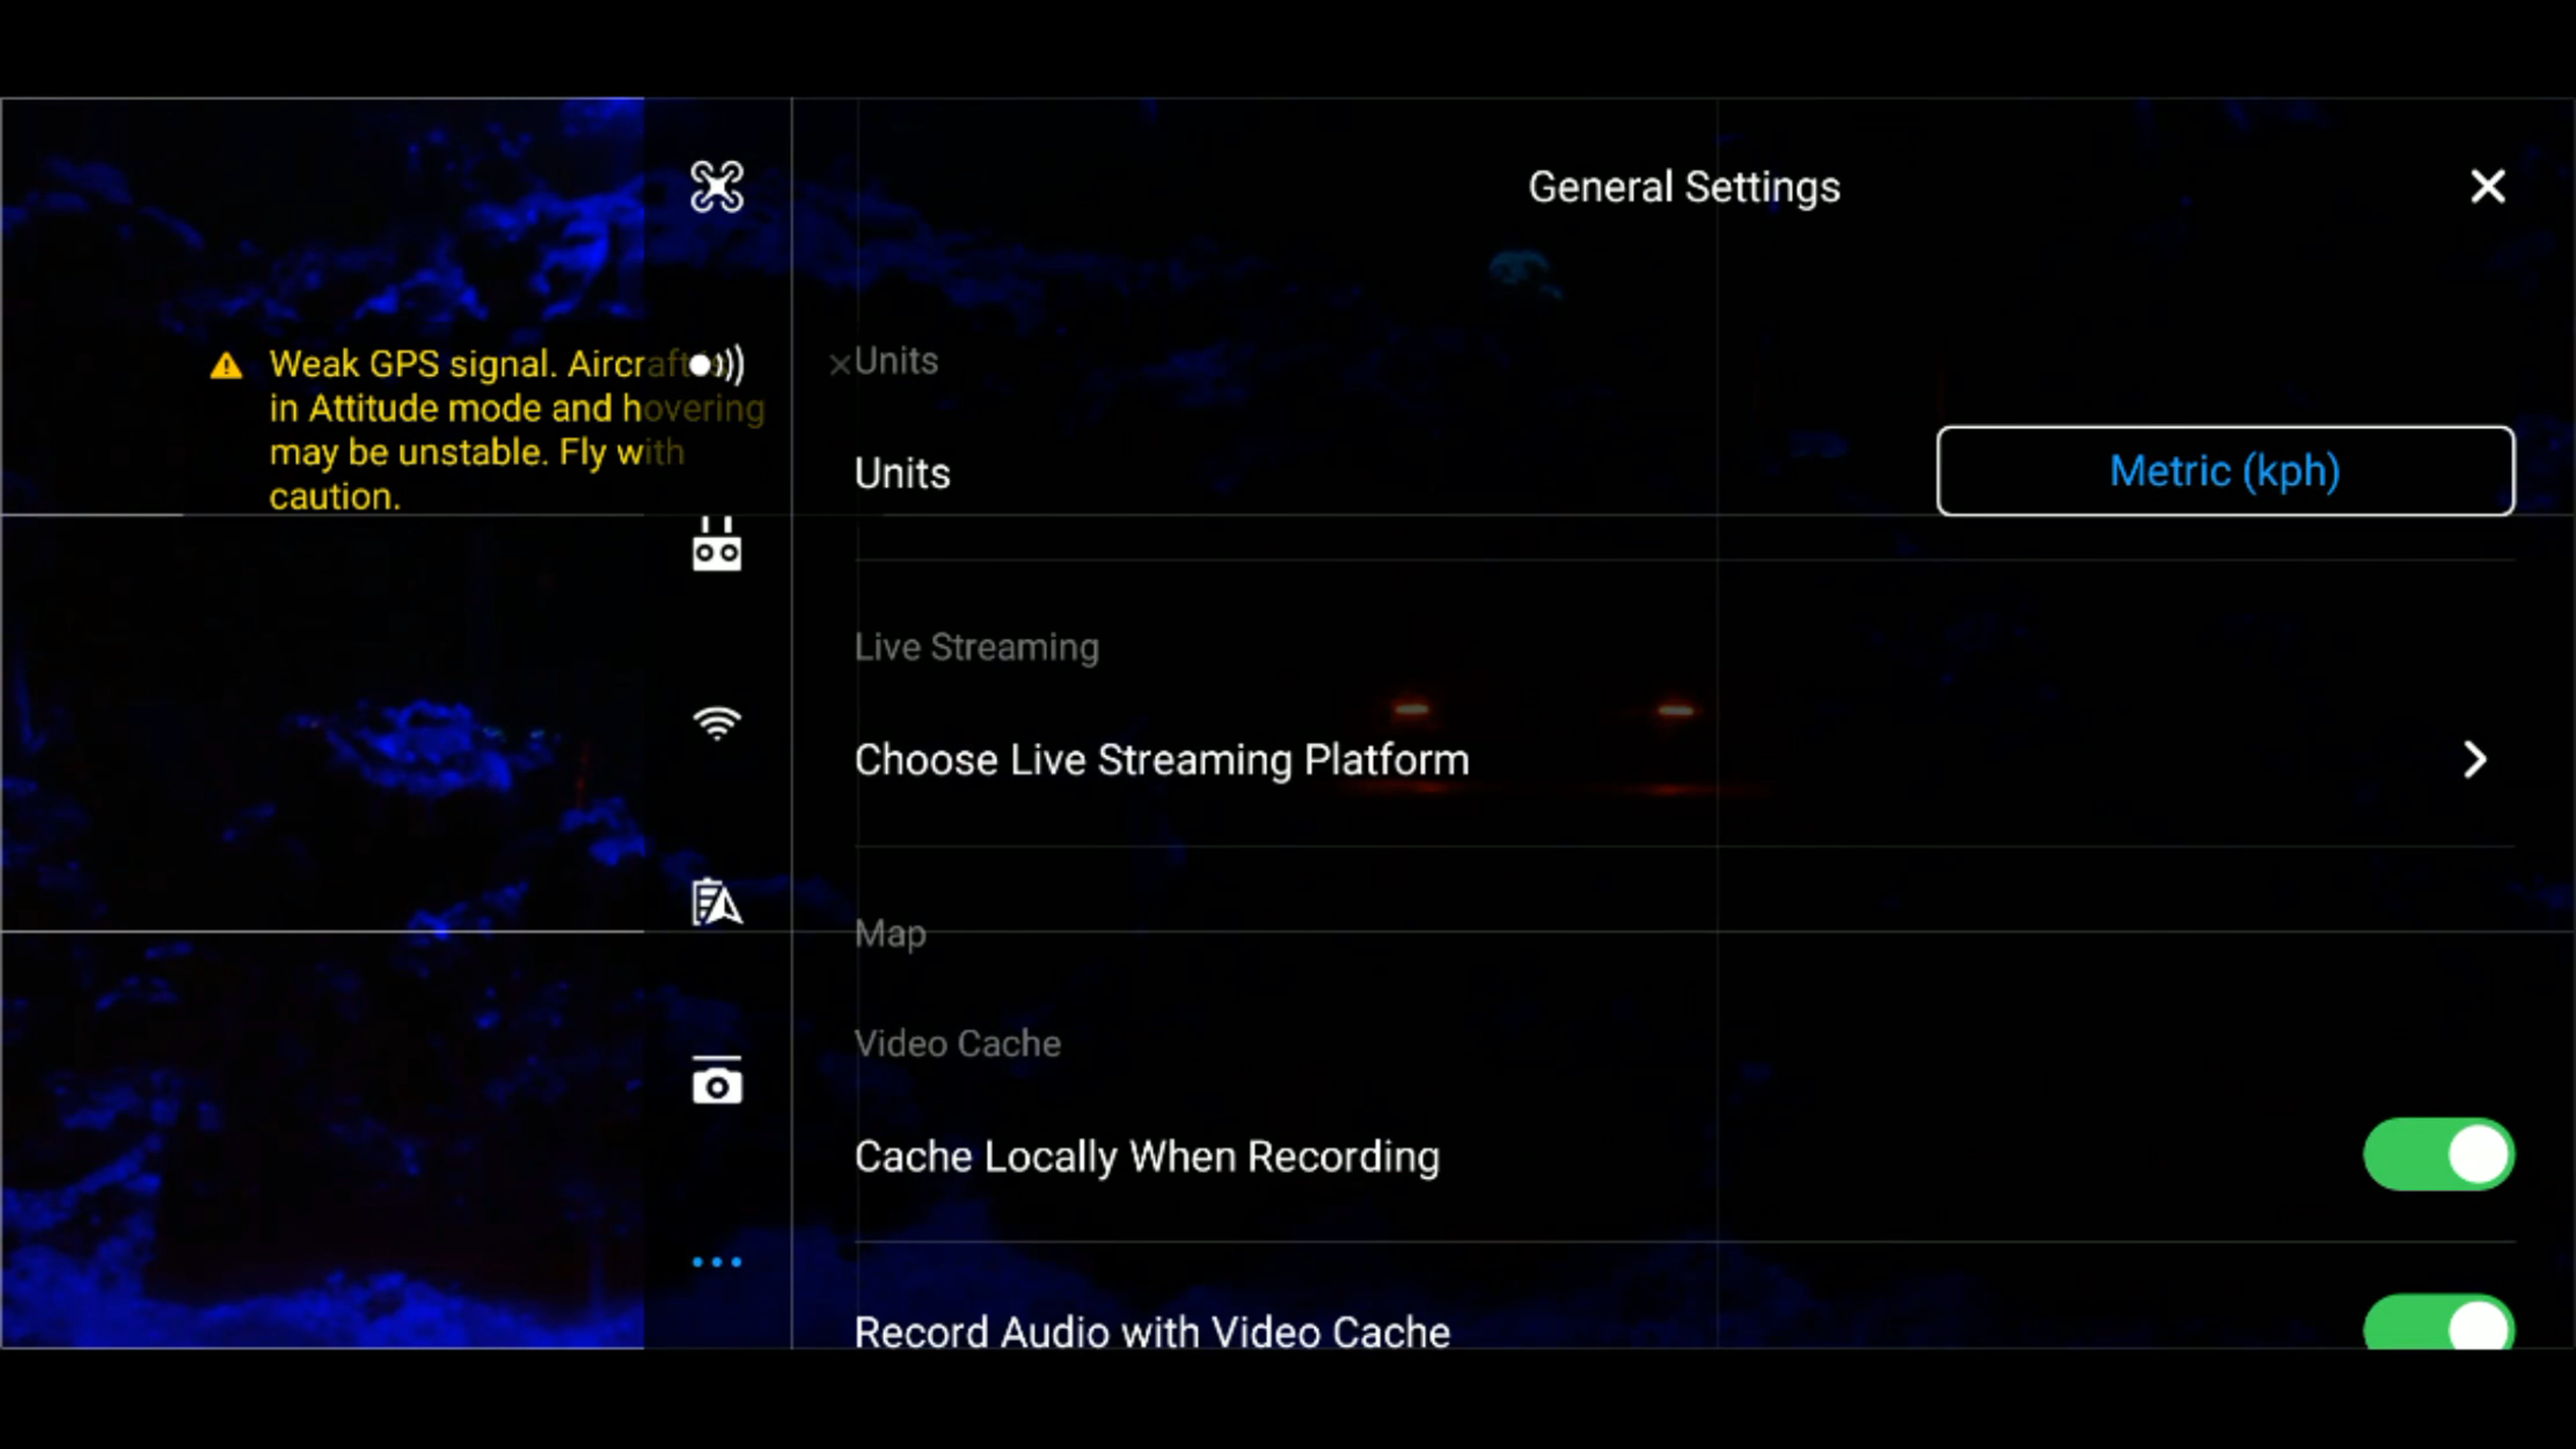 General Settings
Weak GPS signal. Aircraft is
in Attitude mode and hovering
may be unstable. Fly with
caution.
Units
Units
Metric (kph)
Live Streaming
Choose Live Streaming Platform
Map
Video Cache
Cache Locally When Recording
Record Audio with Video Cache